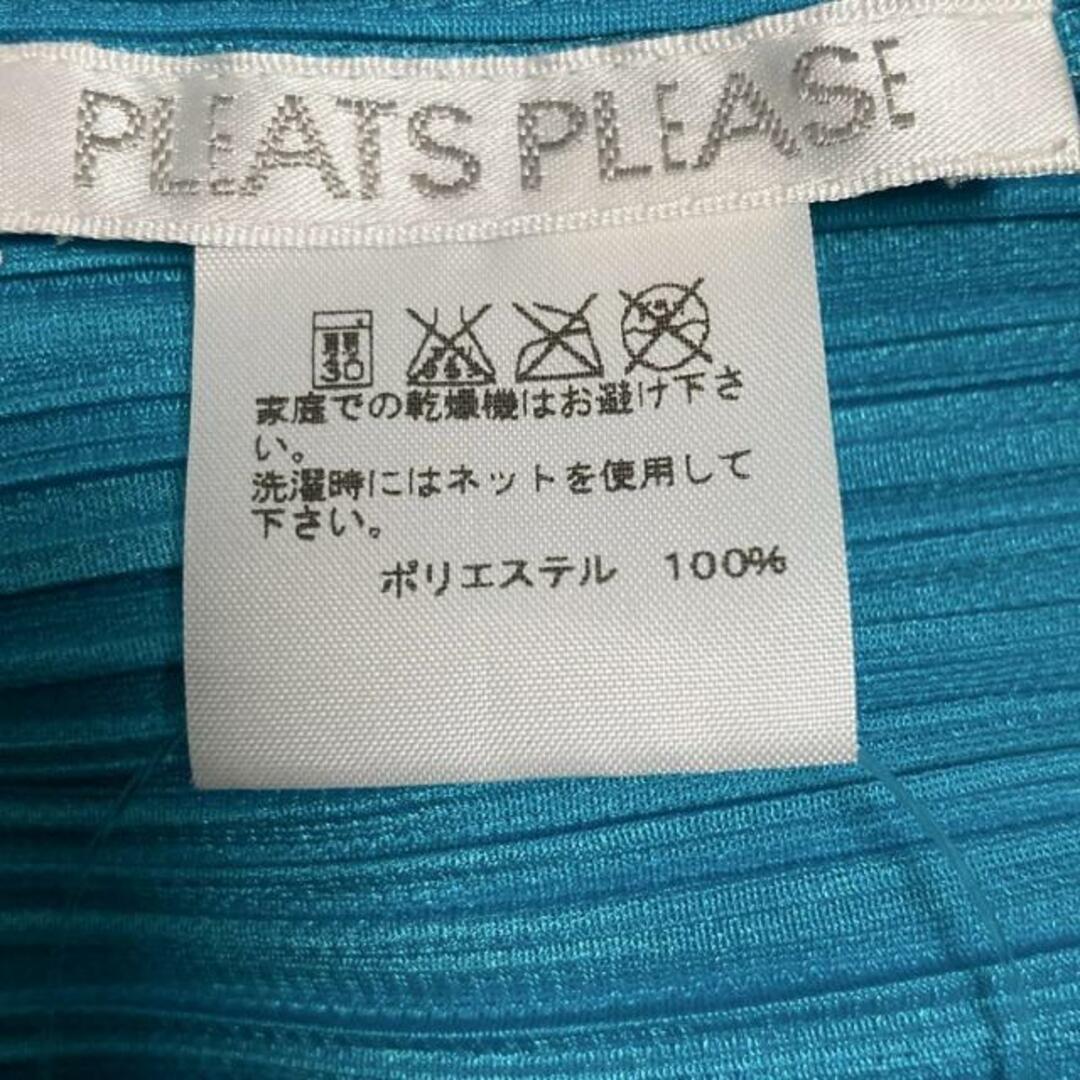 PLEATS PLEASE
弱
30
家庭での乾燥機はお避け下さ
い。
洗濯時にはネットを使用して
下さい。
ポリエステル 100%